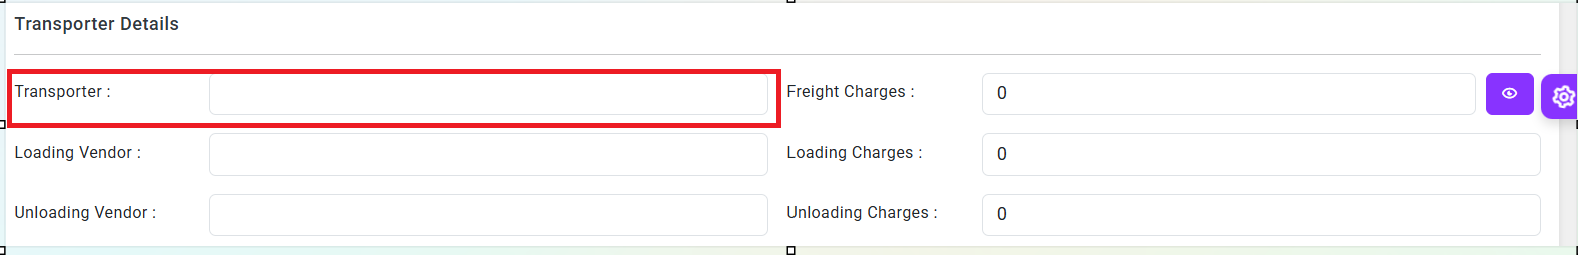 Transporter Details
Transporter : Freight Charges : 0
Loading Vendor : Loading Charges : 0
Unloading Vendor : Unloading Charges : 0